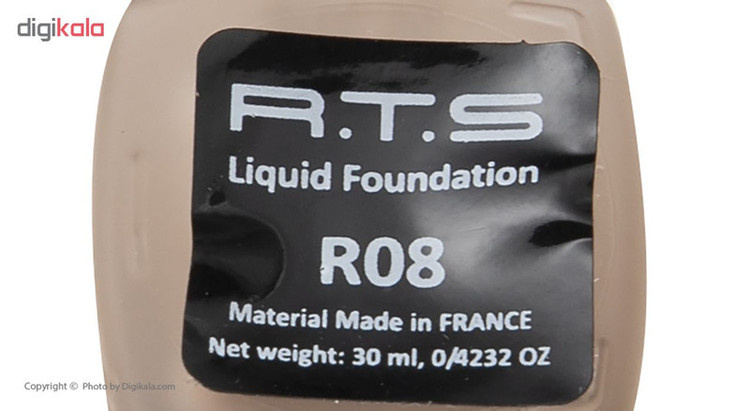 digikala
R.T.S
Liquid Foundation
R08
Material Made in FRANCE
Net weight: 30 ml, 0/4232 OZ
Copyright © Photo by Digikala.com